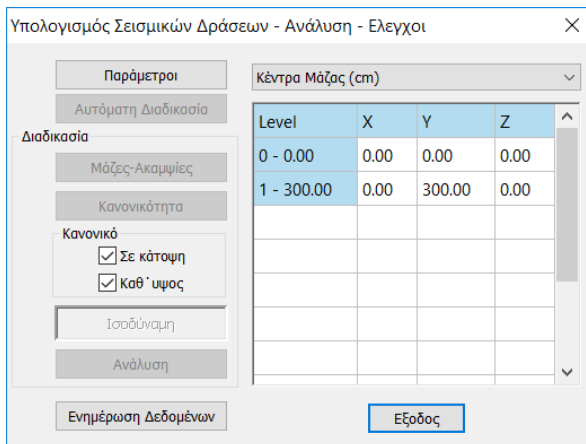 Υπολογισμός Σεισμικών Δράσεων - Ανάλυση - Ελεγχοι
Παράμετροι
Αυτόματη Διαδικασία
Διαδικασία
Μάζες-Ακαμψίες
Κανονικότητα
Κανονικό
Σε κάτοψη
Καθ΄υψος
Ισοδύναμη
Ανάλυση
Ενημέρωση Δεδομένων
Κέντρα Μάζας (cm)
Level X Y Z
0 - 0.00 0.00 0.00 0.00
1 - 300.00 0.00 300.00 0.00
Εξοδος